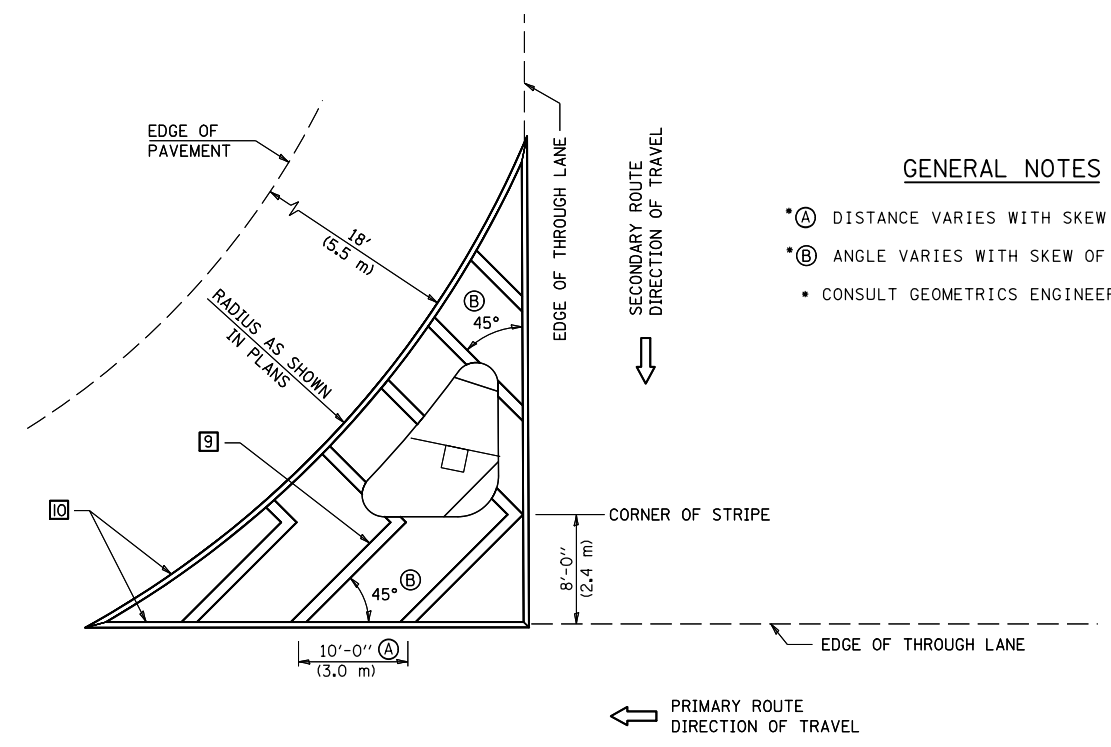 EDGE OF
PAVEMENT
18'
(5.5 m)
RADIUS AS SHOWN
IN PLANS
EDGE OF THROUGH LANE
SECONDARY ROUTE
DIRECTION OF TRAVEL
GENERAL NOTES
*Ⓐ DISTANCE VARIES WITH SKEW
*Ⓑ ANGLE VARIES WITH SKEW OF
* CONSULT GEOMETRICS ENGINEER
Ⓑ
45°
9
10
CORNER OF STRIPE
8'-0"
(2.4 m)
45° Ⓑ
10'-0" Ⓐ
(3.0 m)
EDGE OF THROUGH LANE
PRIMARY ROUTE
DIRECTION OF TRAVEL